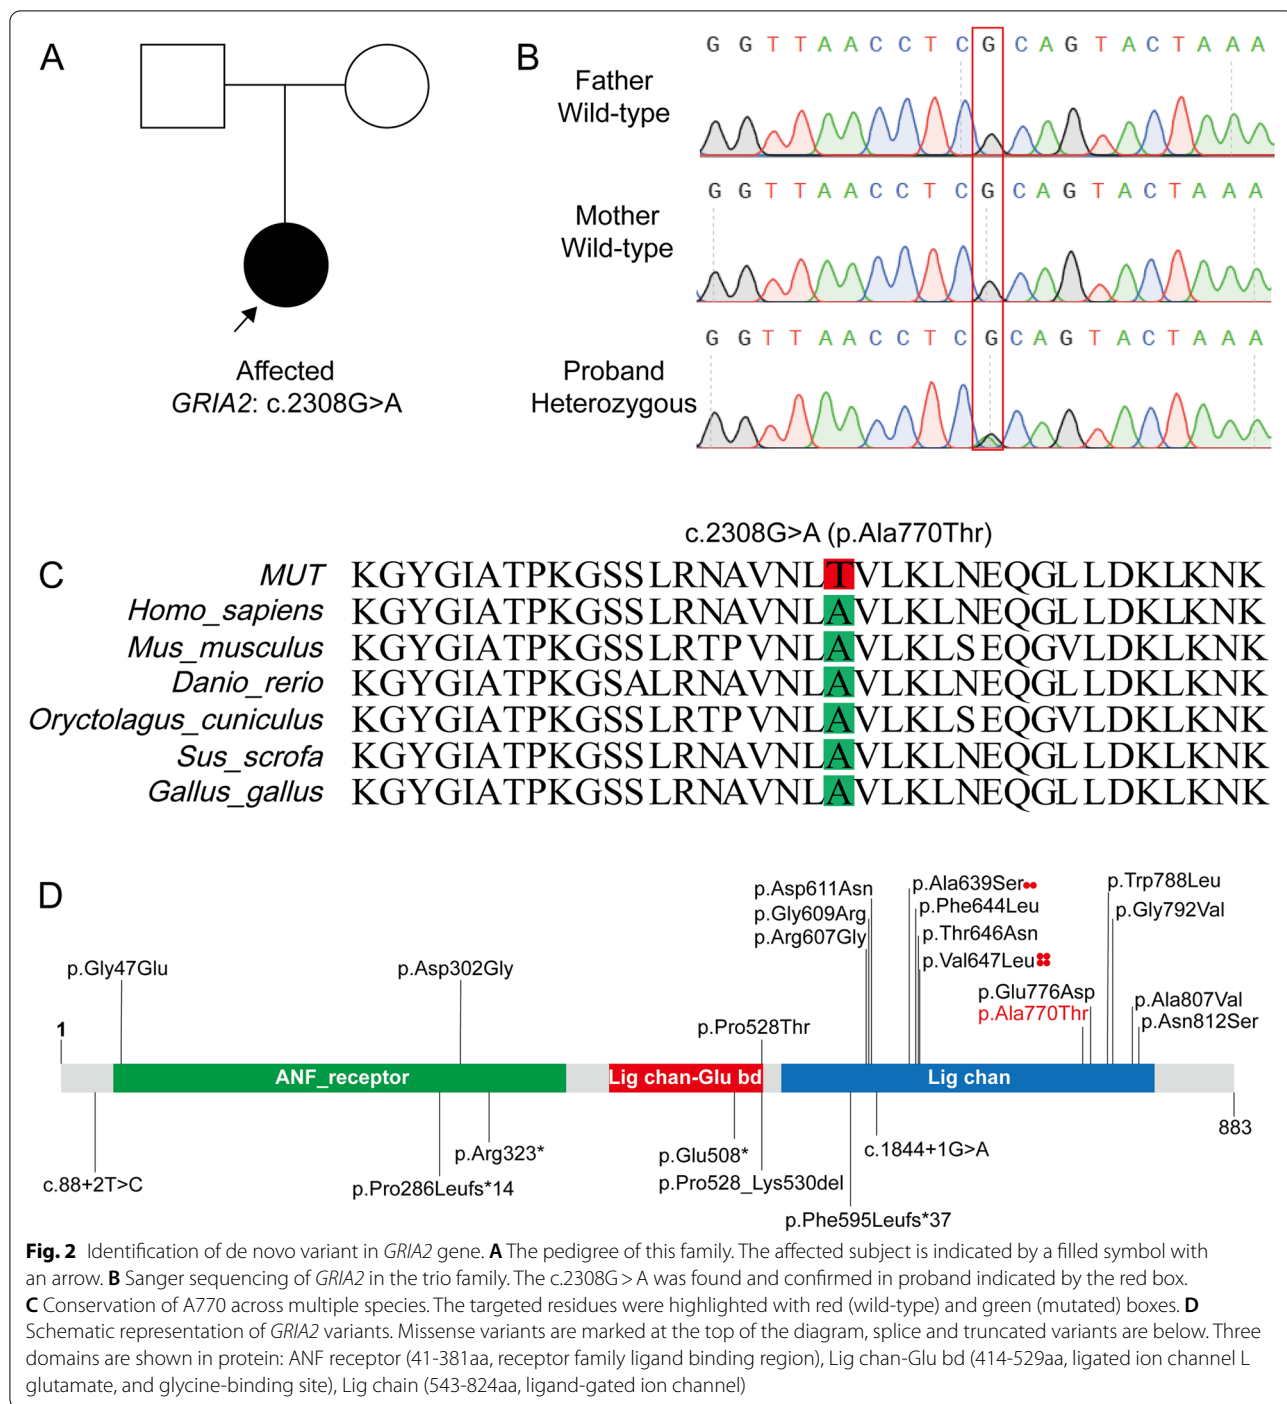 A
Affected
GRIA2: c.2308G>A
B
Father
Wild-type
G G T T A A C C T C G C A G T A C T A A A
Mother
Wild-type
G G T T A A C C T C G C A G T A C T A A A
Proband
Heterozygous
G G T T A A C C T C G C A G T A C T A A A
c.2308G>A (p.Ala770Thr)
C
MUT KGYGIATPKGSSLRNAVNLTVLKLNEQGLLDKLKNK
Homo_sapiens KGYGIATPKGSSLRNAVNLAVLKLNEQGLLDKLKNK
Mus_musculus KGYGIATPKGSSLRTPVNLAVLKLSEQGVLDKLKNK
Danio_rerio KGYGIATPKGSALRNAVNLAVLKLNEQGLLDKLKNK
Oryctolagus_cuniculus KGYGIATPKGSSLRTPVNLAVLKLSEQGVLDKLKNK
Sus_scrofa KGYGIATPKGSSLRNAVNLAVLKLNEQGLLDKLKNK
Gallus_gallus KGYGIATPKGSSLRNAVNLAVLKLNEQGLLDKLKNK
D
p.Gly47Glu
p.Asp302Gly
p.Pro528Thr
p.Asp611Asn
p.Gly609Arg
p.Arg607Gly
p.Ala639Ser
p.Phe644Leu
p.Thr646Asn
p.Val647Leu
p.Glu776Asp
p.Ala770Thr
p.Trp788Leu
p.Gly792Val
p.Ala807Val
p.Asn812Ser
1
ANF_receptor
Lig chan-Glu bd
Lig chan
883
c.88+2T>C
p.Pro286Leufs*14
p.Arg323*
p.Glu508*
p.Pro528_Lys530del
p.Phe595Leufs*37
c.1844+1G>A
Fig. 2 Identification of de novo variant in GRIA2 gene. A The pedigree of this family. The affected subject is indicated by a filled symbol with
an arrow. B Sanger sequencing of GRIA2 in the trio family. The c.2308G > A was found and confirmed in proband indicated by the red box.
C Conservation of A770 across multiple species. The targeted residues were highlighted with red (wild-type) and green (mutated) boxes. D
Schematic representation of GRIA2 variants. Missense variants are marked at the top of the diagram, splice and truncated variants are below. Three
domains are shown in protein: ANF receptor (41-381aa, receptor family ligand binding region), Lig chan-Glu bd (414-529aa, ligated ion channel L
glutamate, and glycine-binding site), Lig chain (543-824aa, ligand-gated ion channel)